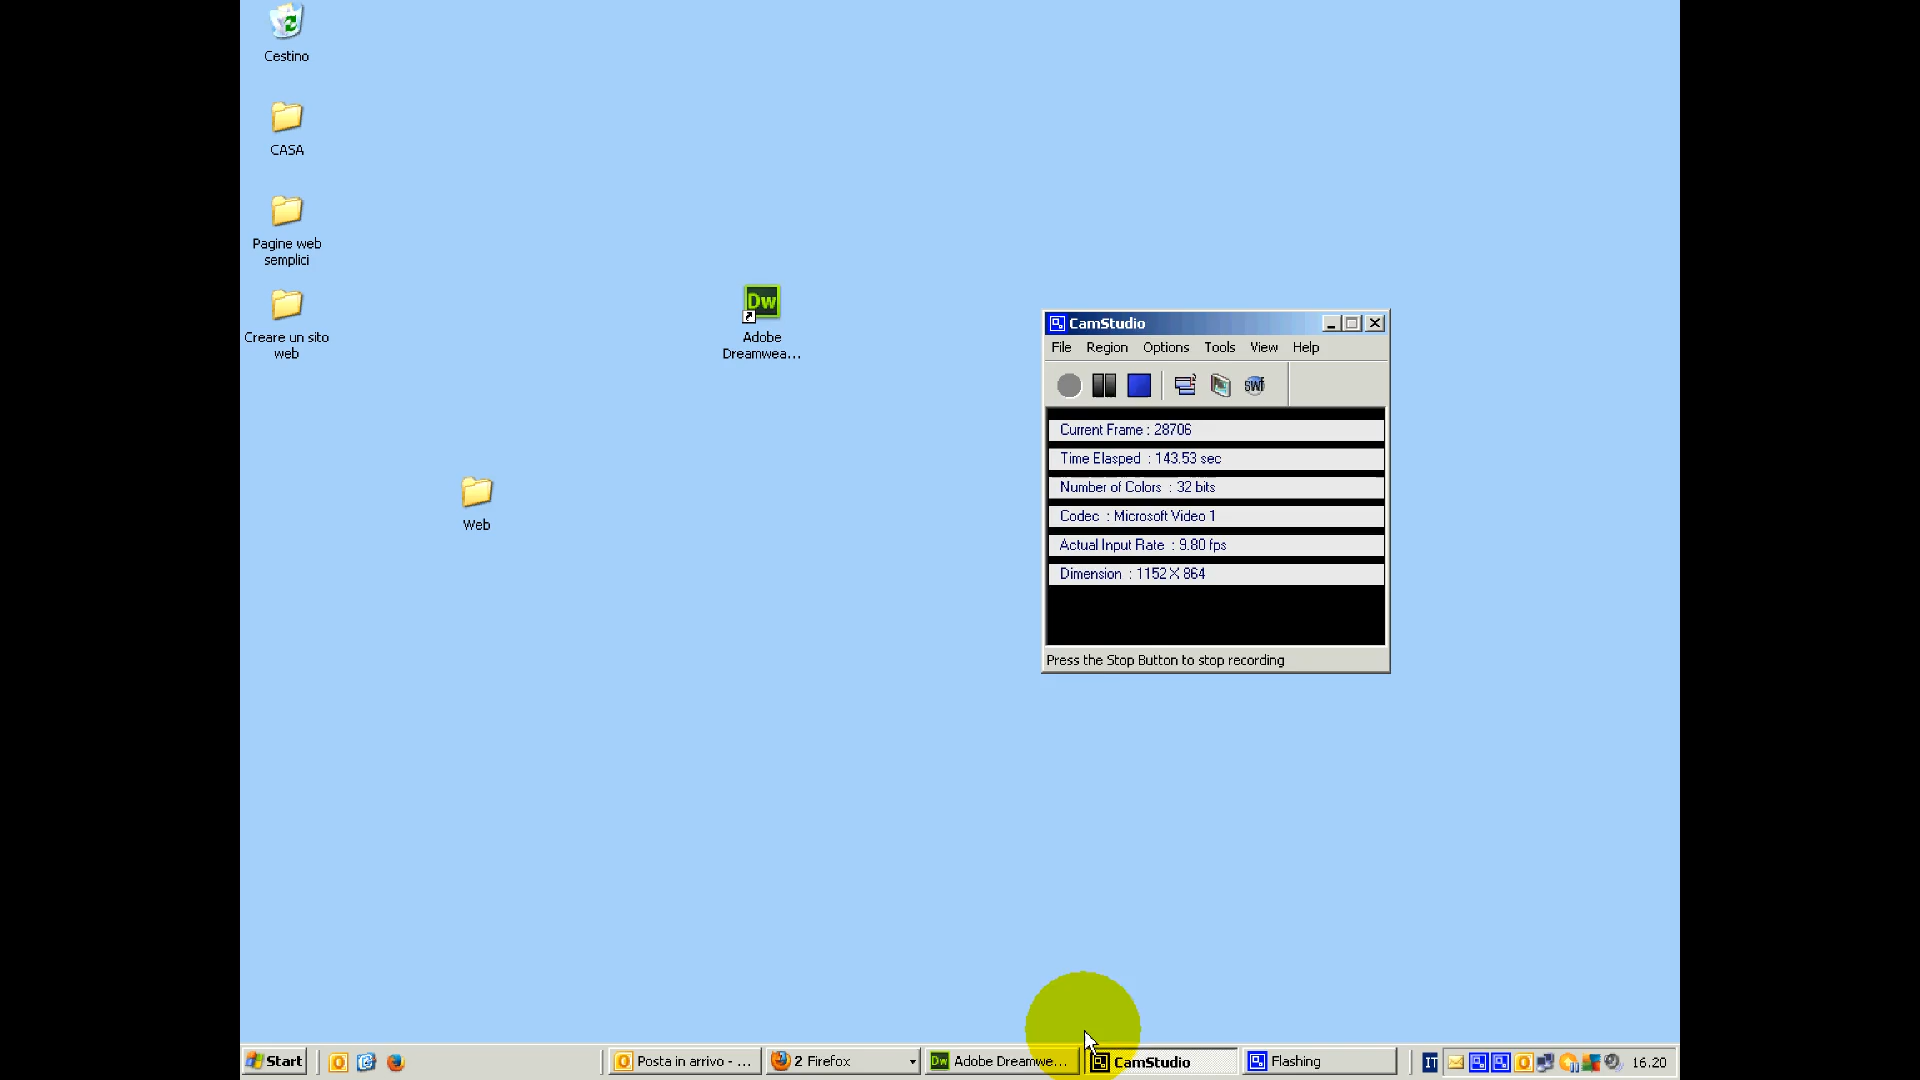 Cestino
CASA
Pagine web
semplici
Creare un sito
web
Dw
Adobe
Dreamwea...
Web
CamStudio
File Region Options Tools View Help
SWf
Current Frame : 28706
Time Elasped : 143.53 sec
Number of Colors : 32 bits
Codec : Microsoft Video 1
Actual Input Rate : 9.80 fps
Dimension : 1152 X 864
Press the Stop Button to stop recording
Start
Posta in arrivo - ...
2 Firefox
Dw Adobe Dreamwe...
CamStudio
Flashing
IT
16.20